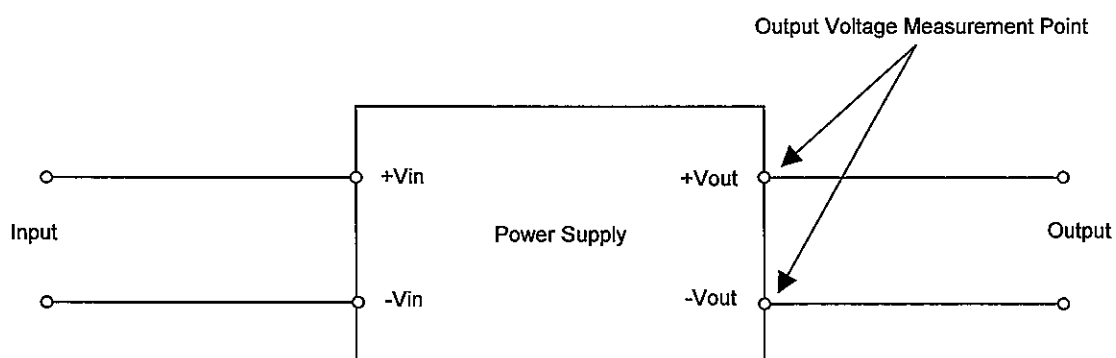 Output Voltage Measurement Point
+Vin
+Vout
Input
Power Supply
Output
-Vin
-Vout